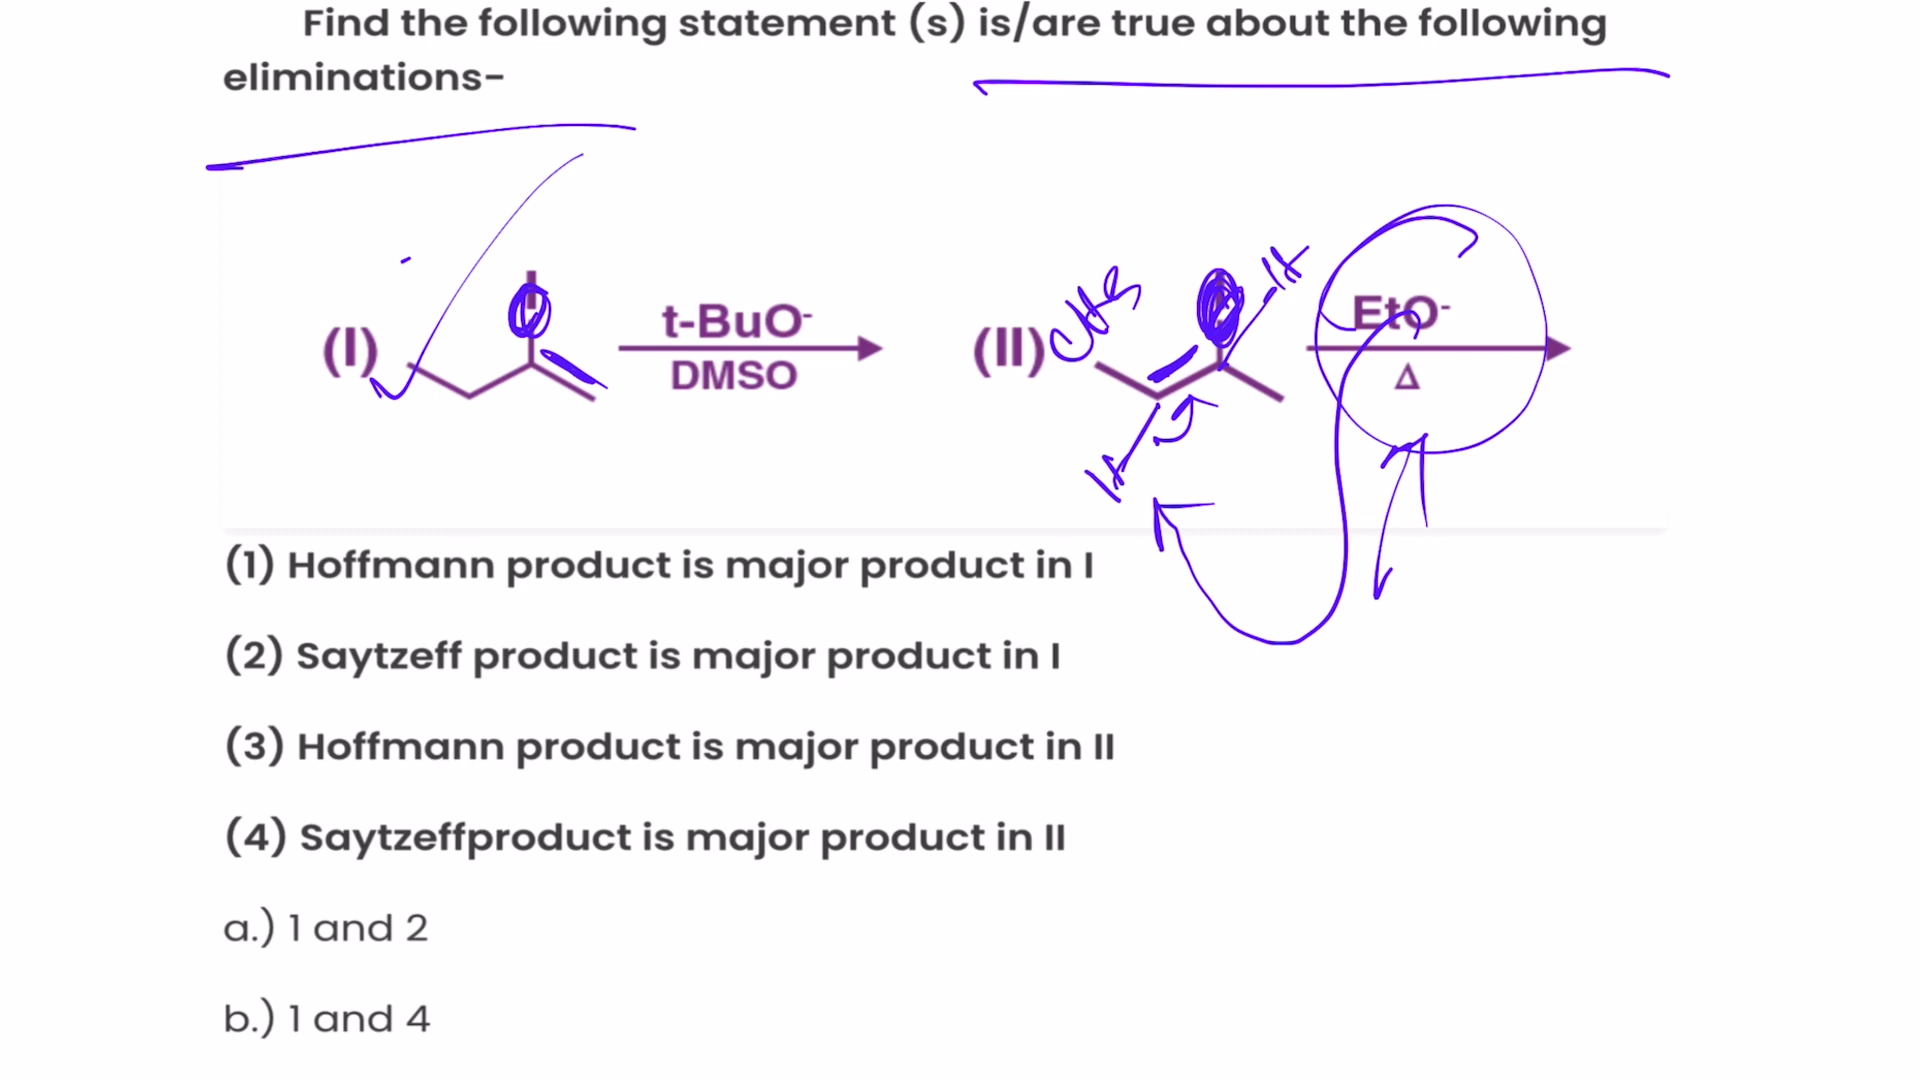 Find the following statement (s) is/are true about the following
eliminations-
(I)
I
t-BuO-
DMSO
(II)
CH3
H
H
EtO-
Δ
(1) Hoffmann product is major product in I
(2) Saytzeff product is major product in I
(3) Hoffmann product is major product in II
(4) Saytzeffproduct is major product in II
a.) 1 and 2
b.) 1 and 4